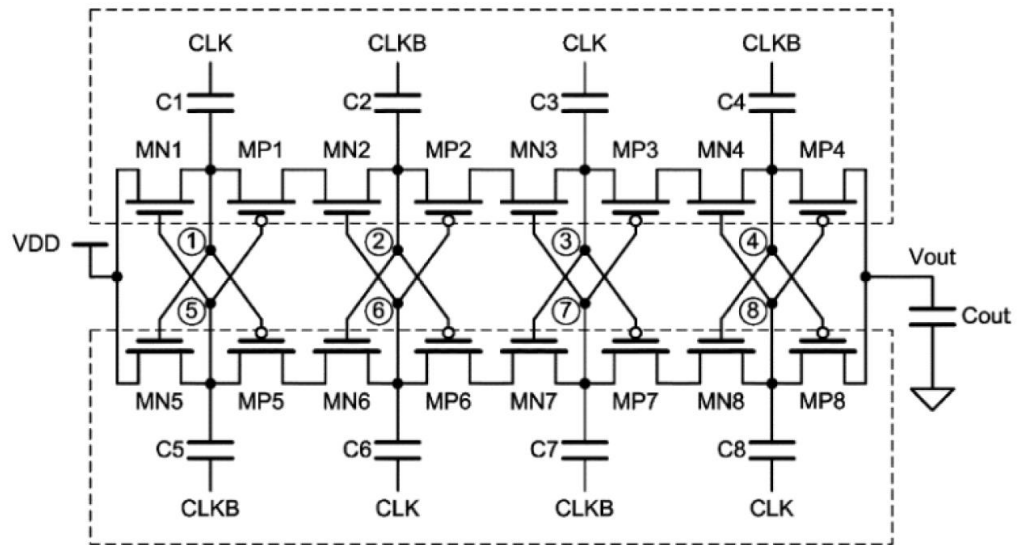 CLK CLKB CLK CLKB
C1 C2 C3 C4
MN1 MP1 MN2 MP2 MN3 MP3 MN4 MP4
VDD 1 2 3 4 Vout
5 6 7 8 Cout
MN5 MP5 MN6 MP6 MN7 MP7 MN8 MP8
C5 C6 C7 C8
CLKB CLK CLKB CLK